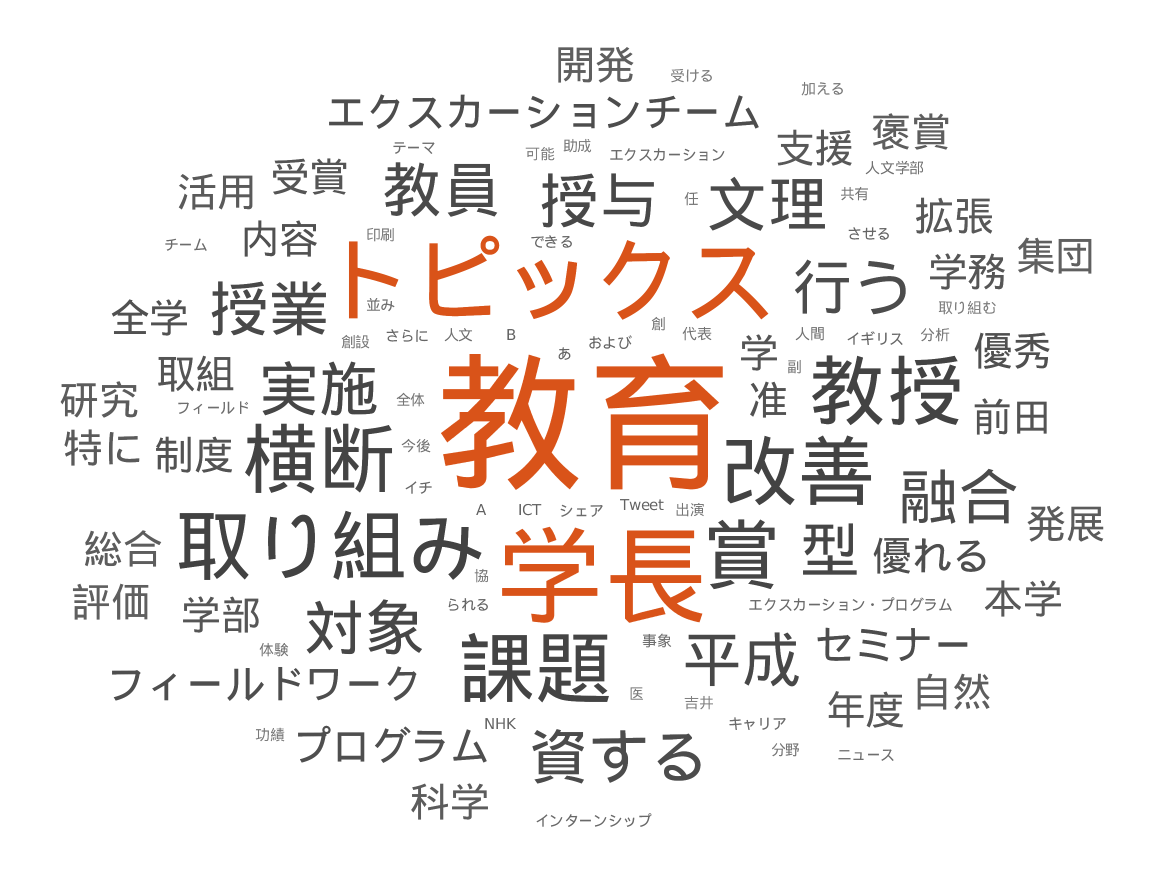 開発
受ける
加える
エクスカーションチーム
褒賞
支援
テーマ
可能
助成
エクスカーション
人文学部
受賞
活用
教員
授与
任
文理
共有
拡張
チーム
内容
印刷
できる
させる
集団
トピックス
行う
学務
全学
授業
並み
取り組む
創設
さらに
人文
B
あ
および
創
代表
学
人間
イギリス
分析
優秀
研究
取組
フィールド
実施
全体
教育
副
准
教授
前田
特に
制度
横断
今後
イチ
改善
融合
発展
A
ICT
シェア
Tweet
出演
総合
取り組み
協
学長
賞
型
優れる
評価
学部
対象
られる
エクスカーション・プログラム
本学
体験
課題
事象
平成
セミナー
フィールドワーク
医
吉井
年度
自然
功績
プログラム
NHK
資する
キャリア
分野
ニュース
科学
インターンシップ